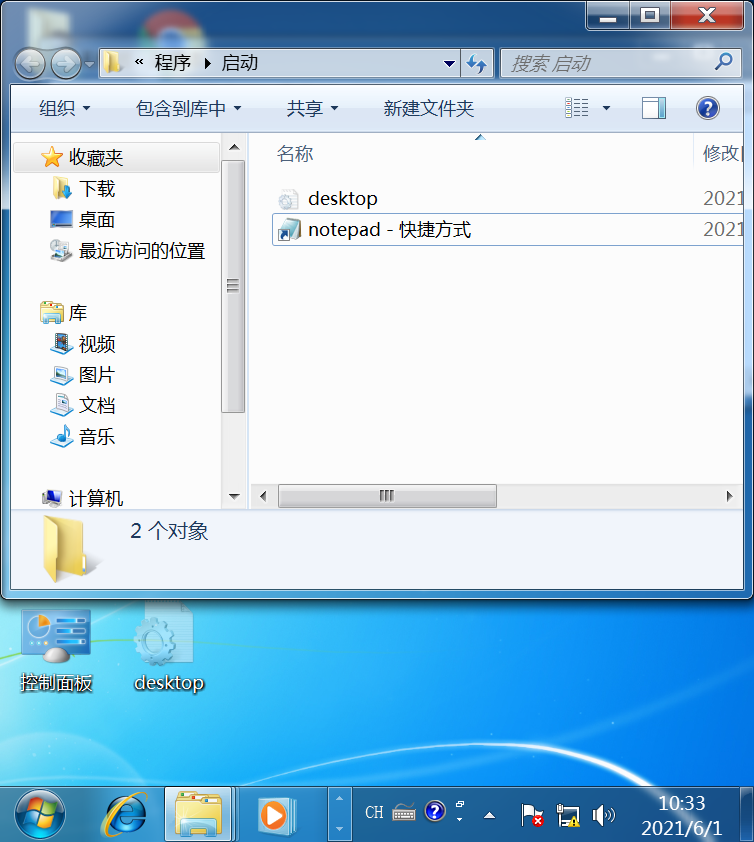 « 程序 ▸ 启动
搜索 启动
组织 包含到库中 共享 新建文件夹
收藏夹
下载
桌面
最近访问的位置
库
视频
图片
文档
音乐
计算机
名称 修改
desktop 2021
notepad - 快捷方式 2021
2 个对象
控制面板
desktop
CH
10:33
2021/6/1